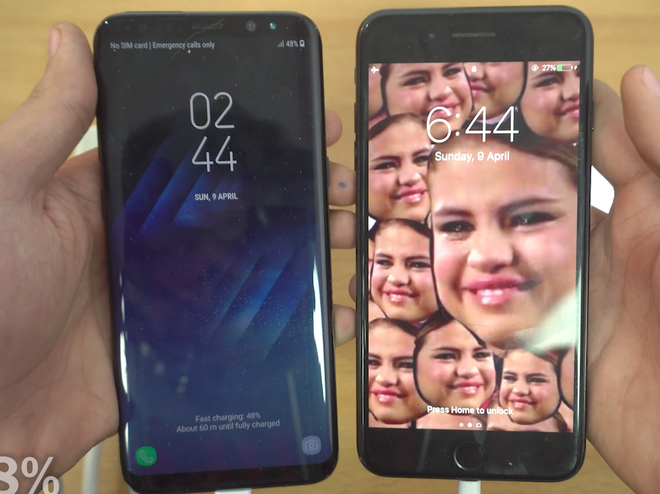 No SIM card | Emergency calls only 48%
02
44
SUN, 9 APRIL
Fast charging: 48%
About 60 m until fully charged
27%
6:44
Sunday, 9 April
Press Home to unlock
8%